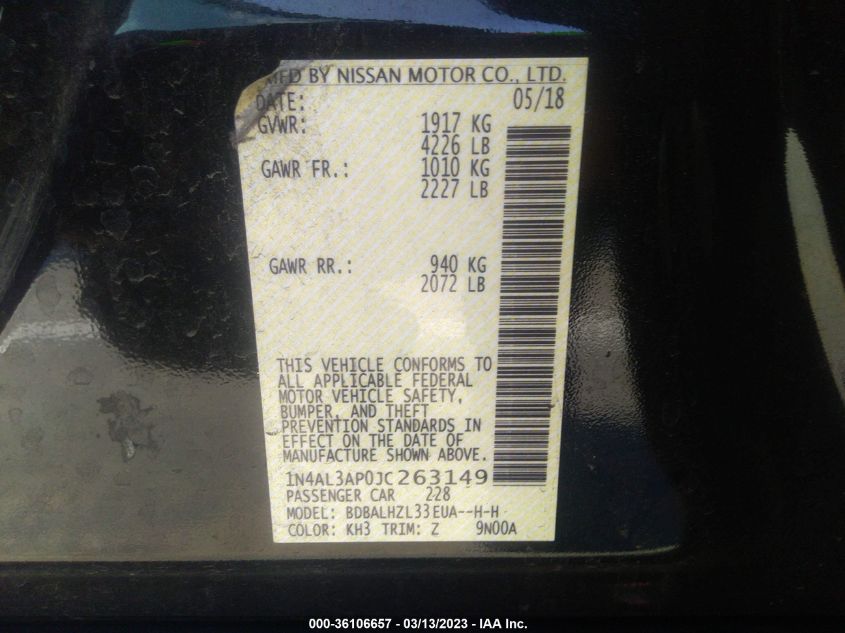 MFD BY NISSAN MOTOR CO., LTD.
DATE: 05/18
GVWR: 1917 KG
4226 LB
GAWR FR.: 1010 KG
2227 LB
GAWR RR.: 940 KG
2072 LB
THIS VEHICLE CONFORMS TO
ALL APPLICABLE FEDERAL
MOTOR VEHICLE SAFETY,
BUMPER, AND THEFT
PREVENTION STANDARDS IN
EFFECT ON THE DATE OF
MANUFACTURE SHOWN ABOVE.
1N4AL3AP0JC263149
PASSENGER CAR 228
MODEL: BDBALHZL33EUA--H-H
COLOR: KH3 TRIM: Z 9N00A
000-36106657 - 03/13/2023 - IAA Inc.